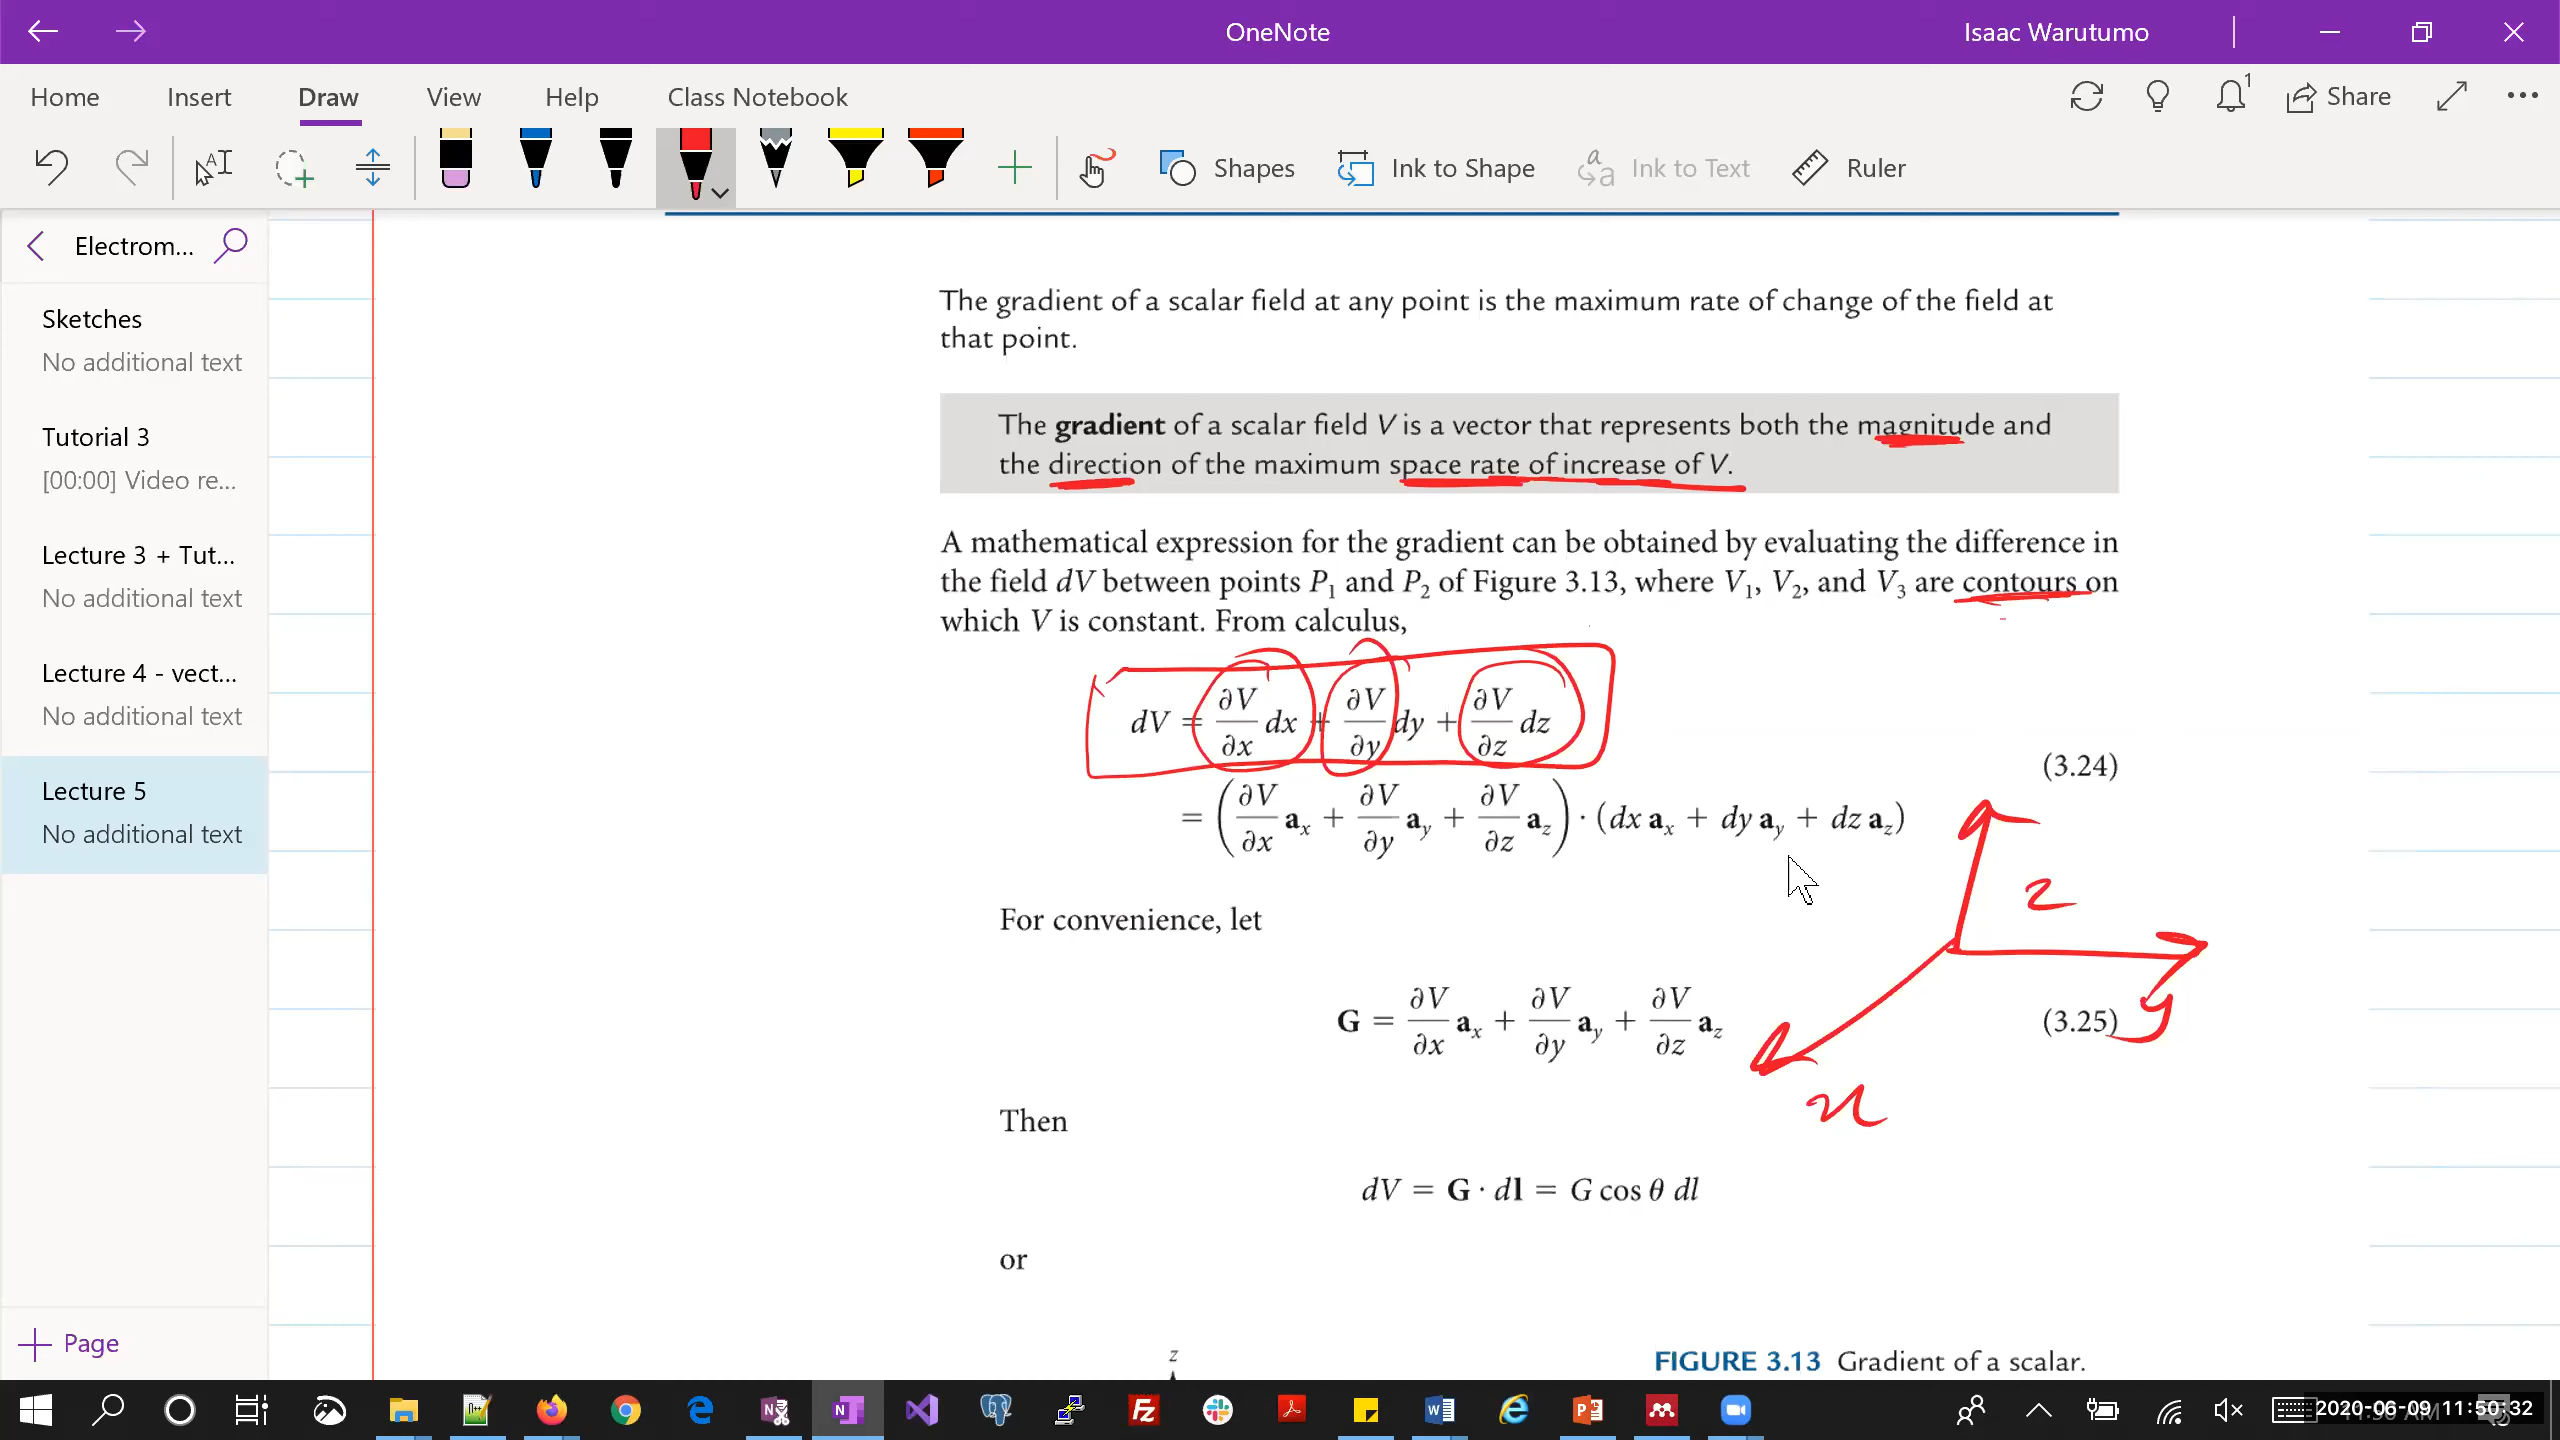 OneNote
Isaac Warutumo
Home Insert Draw View Help Class Notebook
1
Share
Shapes Ink to Shape Ink to Text Ruler
Electrom...
Sketches
No additional text
Tutorial 3
[00:00] Video re...
Lecture 3 + Tut...
No additional text
Lecture 4 - vect...
No additional text
Lecture 5
No additional text
Page
The gradient of a scalar field at any point is the maximum rate of change of the field at
that point.
The gradient of a scalar field V is a vector that represents both the magnitude and
the direction of the maximum space rate of increase of V.
A mathematical expression for the gradient can be obtained by evaluating the difference in
the field dV between points P₁ and P₂ of Figure 3.13, where V₁, V₂, and V₃ are contours on
which V is constant. From calculus,
dV = ∂V/∂x dx + ∂V/∂y dy + ∂V/∂z dz
(3.24)
= (∂V/∂x aₓ + ∂V/∂y a_y + ∂V/∂z a_z) · (dx aₓ + dy a_y + dz a_z)
z
For convenience, let
y
G = ∂V/∂x aₓ + ∂V/∂y a_y + ∂V/∂z a_z (3.25)
x
Then
dV = G · dl = G cos θ dl
or
z
FIGURE 3.13 Gradient of a scalar.
2020-06-09 11:50:32